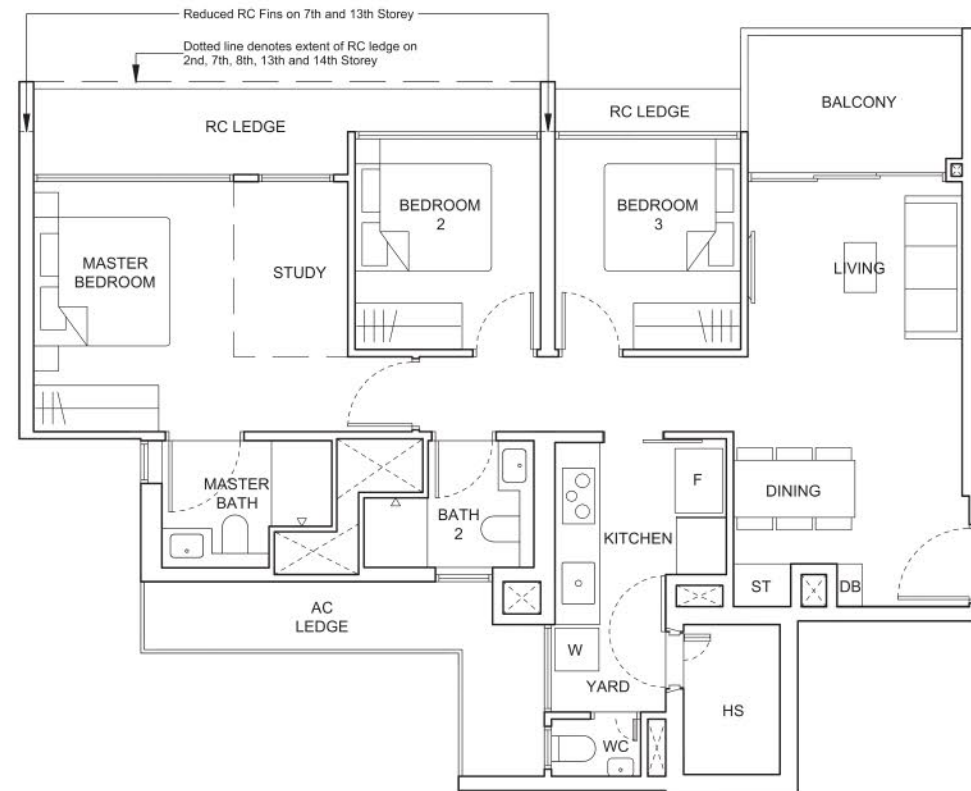 Reduced RC Fins on 7th and 13th Storey
Dotted line denotes extent of RC ledge on
2nd, 7th, 8th, 13th and 14th Storey
RC LEDGE
RC LEDGE
BALCONY
MASTER
BEDROOM
STUDY
BEDROOM
2
BEDROOM
3
LIVING
MASTER
BATH
BATH
2
KITCHEN
F
DINING
ST
DB
AC
LEDGE
W
YARD
HS
WC